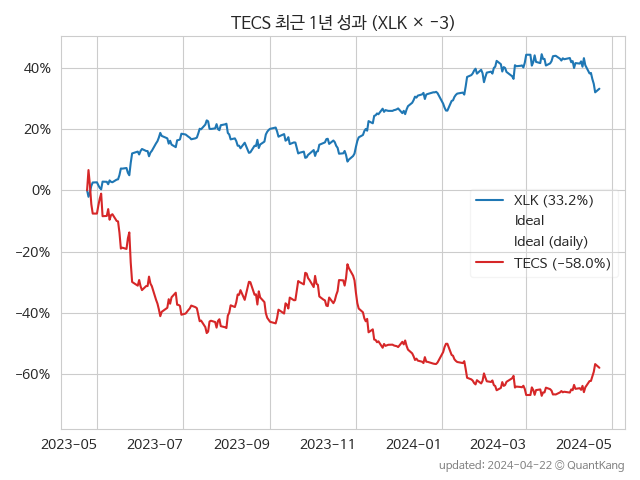 TECS 최근 1년 성과 (XLK × −3)
40%
20%
0%
−20%
−40%
−60%
XLK (33.2%)
Ideal
Ideal (daily)
TECS (−58.0%)
2023-05 2023-07 2023-09 2023-11 2024-01 2024-03 2024-05
updated: 2024-04-22 © QuantKang